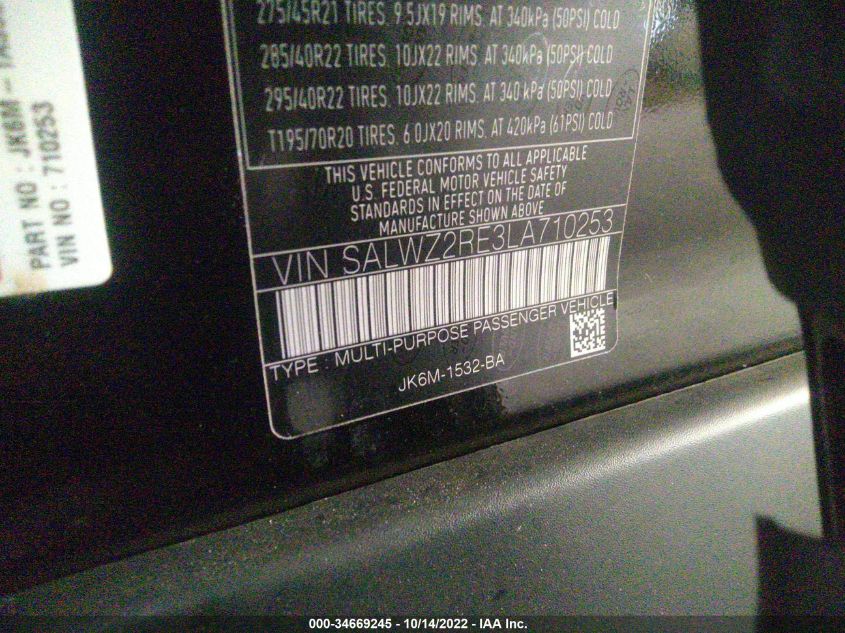 275/45R21 TIRES. 9.5JX19 RIMS. AT 340kPa (50PSI) COLD
285/40R22 TIRES. 10JX22 RIMS. AT 340kPa (50PSI) COLD
295/40R22 TIRES. 10JX22 RIMS. AT 340 kPa (50PSI) COLD
T195/70R20 TIRES. 6.0JX20 RIMS. AT 420kPa (61PSI) COLD
THIS VEHICLE CONFORMS TO ALL APPLICABLE
U.S. FEDERAL MOTOR VEHICLE SAFETY
STANDARDS IN EFFECT ON THE DATE OF
MANUFACTURE SHOWN ABOVE
VIN SALWZ2RE3LA710253
TYPE : MULTI-PURPOSE PASSENGER VEHICLE
JK6M-1532-BA
PART NO : JK6M -
VIN NO : 710253
000-34669245 - 10/14/2022 - IAA Inc.